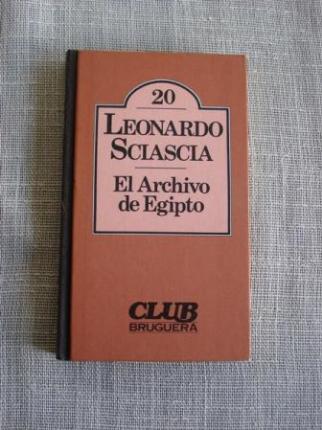 20
LEONARDO
SCIASCIA
El Archivo
de Egipto
CLUB
BRUGUERA